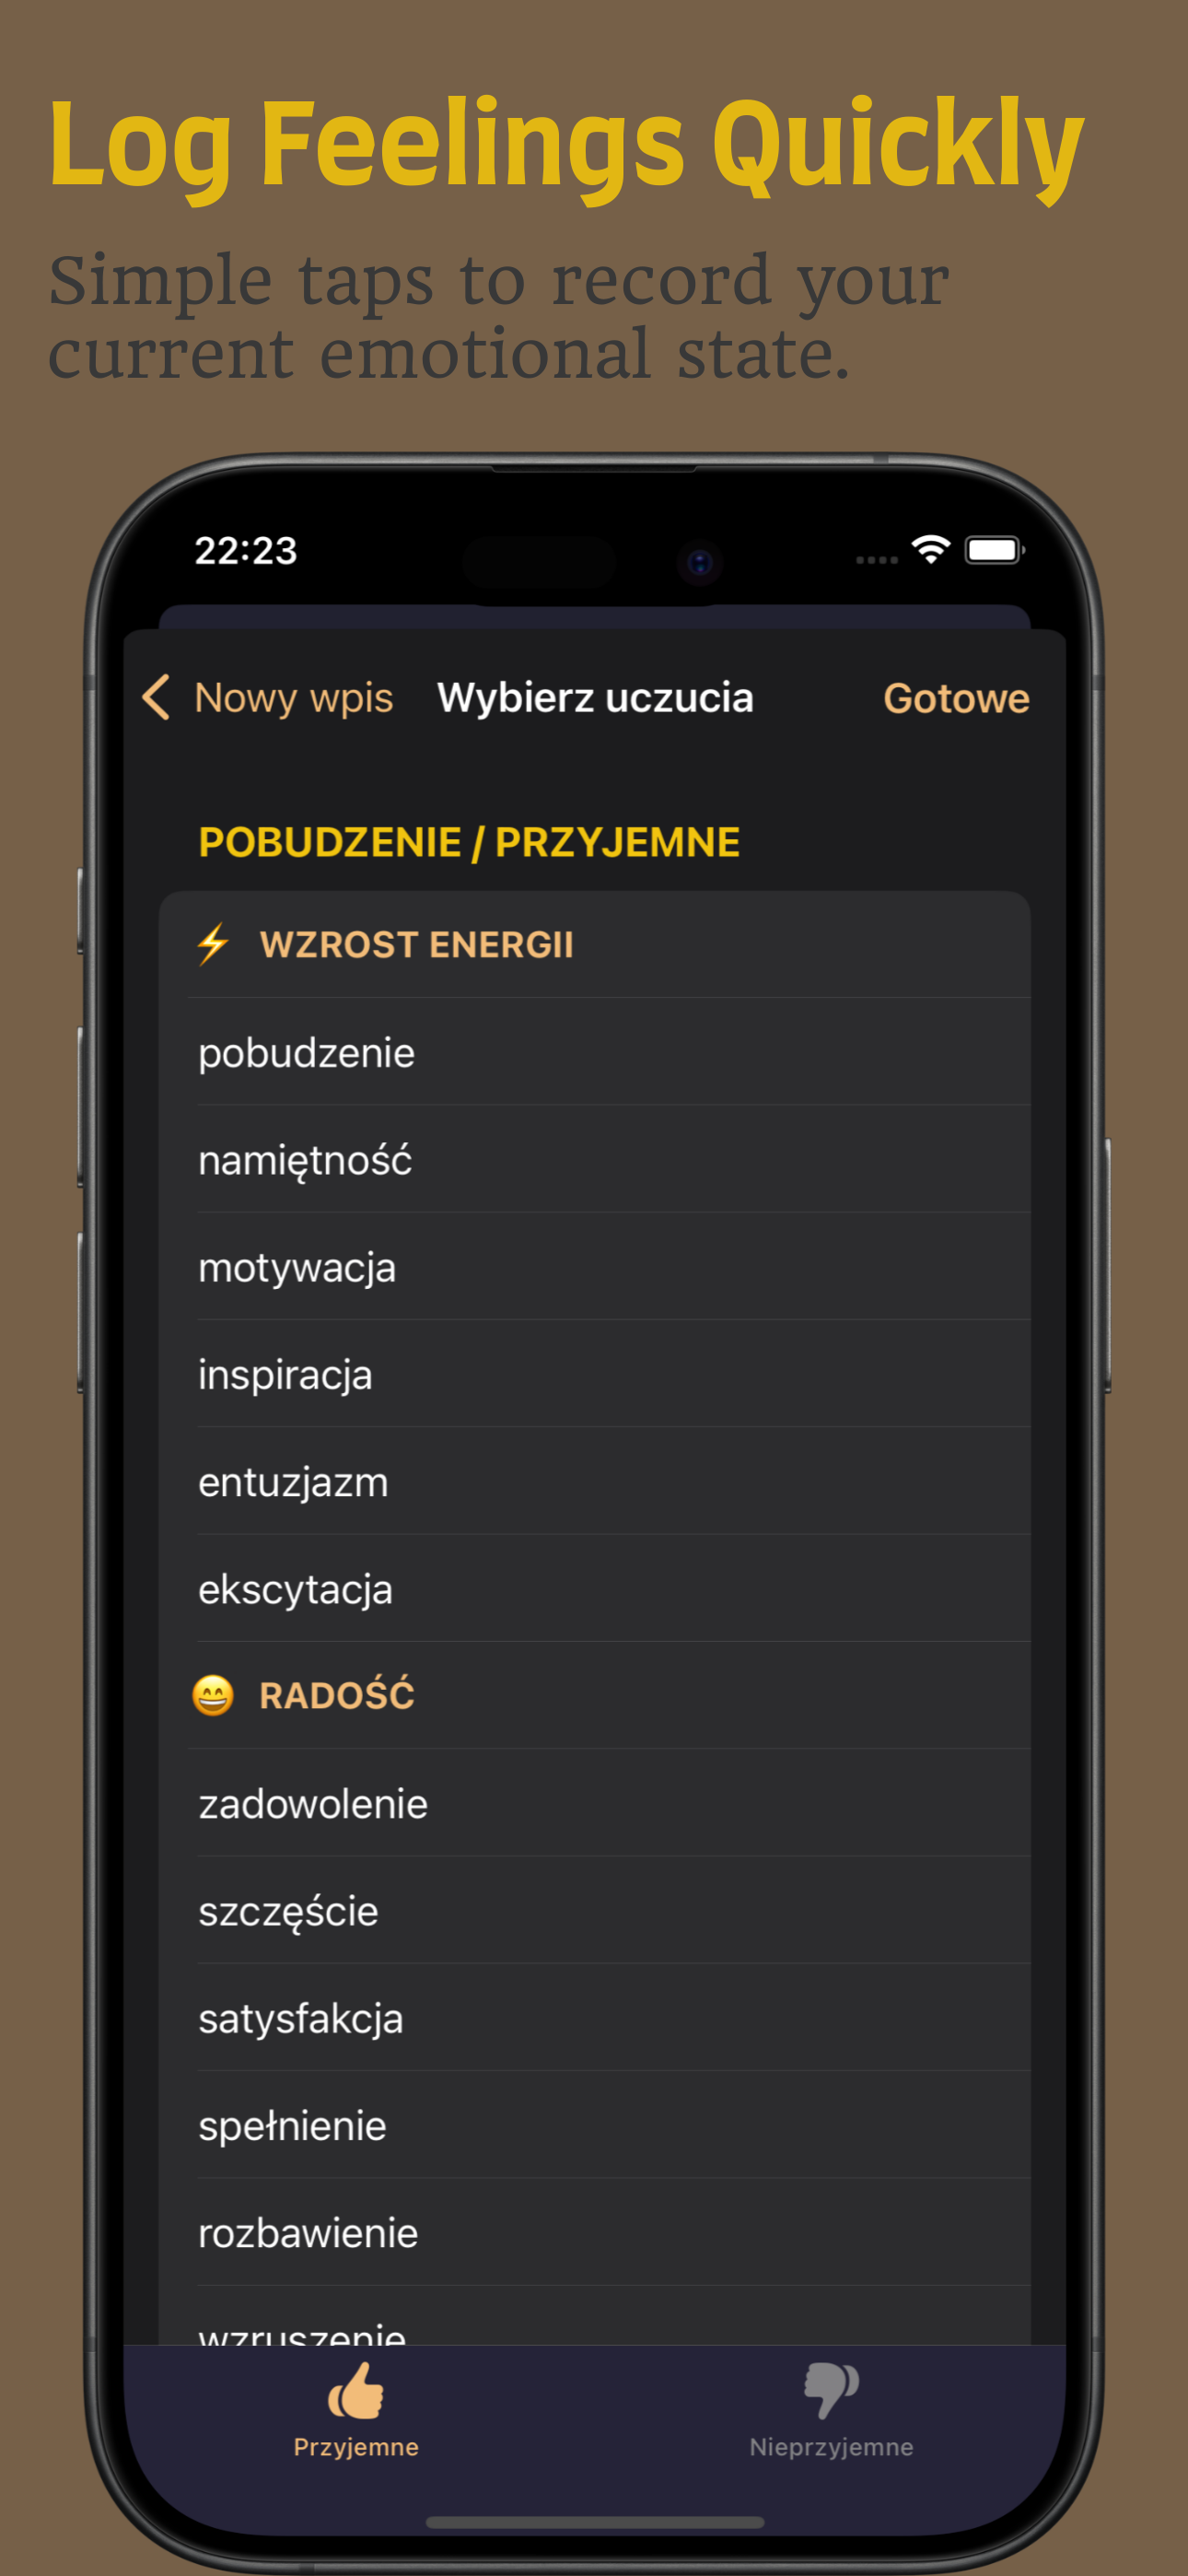 Log Feelings Quickly
Simple taps to record your
current emotional state.
22:23
Nowy wpis Wybierz uczucia Gotowe
POBUDZENIE / PRZYJEMNE
⚡ WZROST ENERGII
pobudzenie
namiętność
motywacja
inspiracja
entuzjazm
ekscytacja
😄 RADOŚĆ
zadowolenie
szczęście
satysfakcja
spełnienie
rozbawienie
wzruszenie
Przyjemne Nieprzyjemne